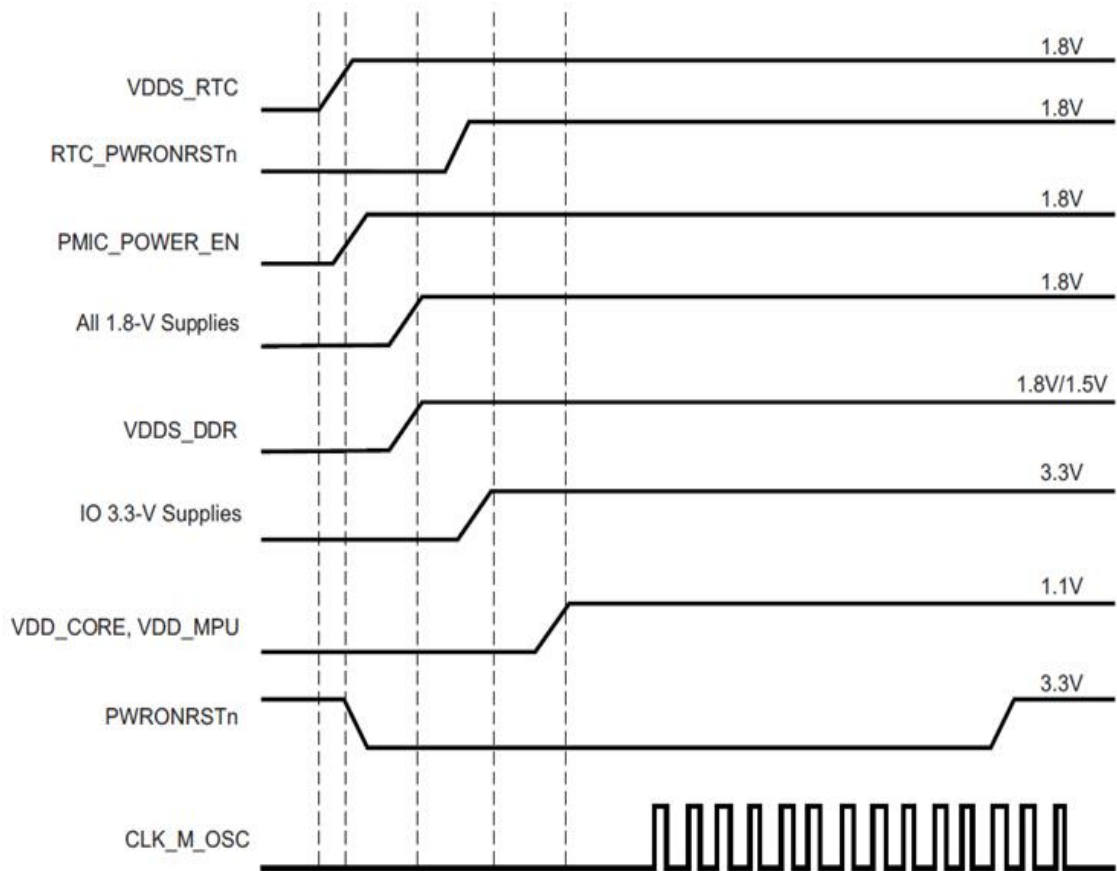 1.8V
VDDS_RTC
1.8V
RTC_PWRONRSTn
1.8V
PMIC_POWER_EN
1.8V
All 1.8-V Supplies
1.8V/1.5V
VDDS_DDR
3.3V
IO 3.3-V Supplies
1.1V
VDD_CORE, VDD_MPU
3.3V
PWRONRSTn
CLK_M_OSC